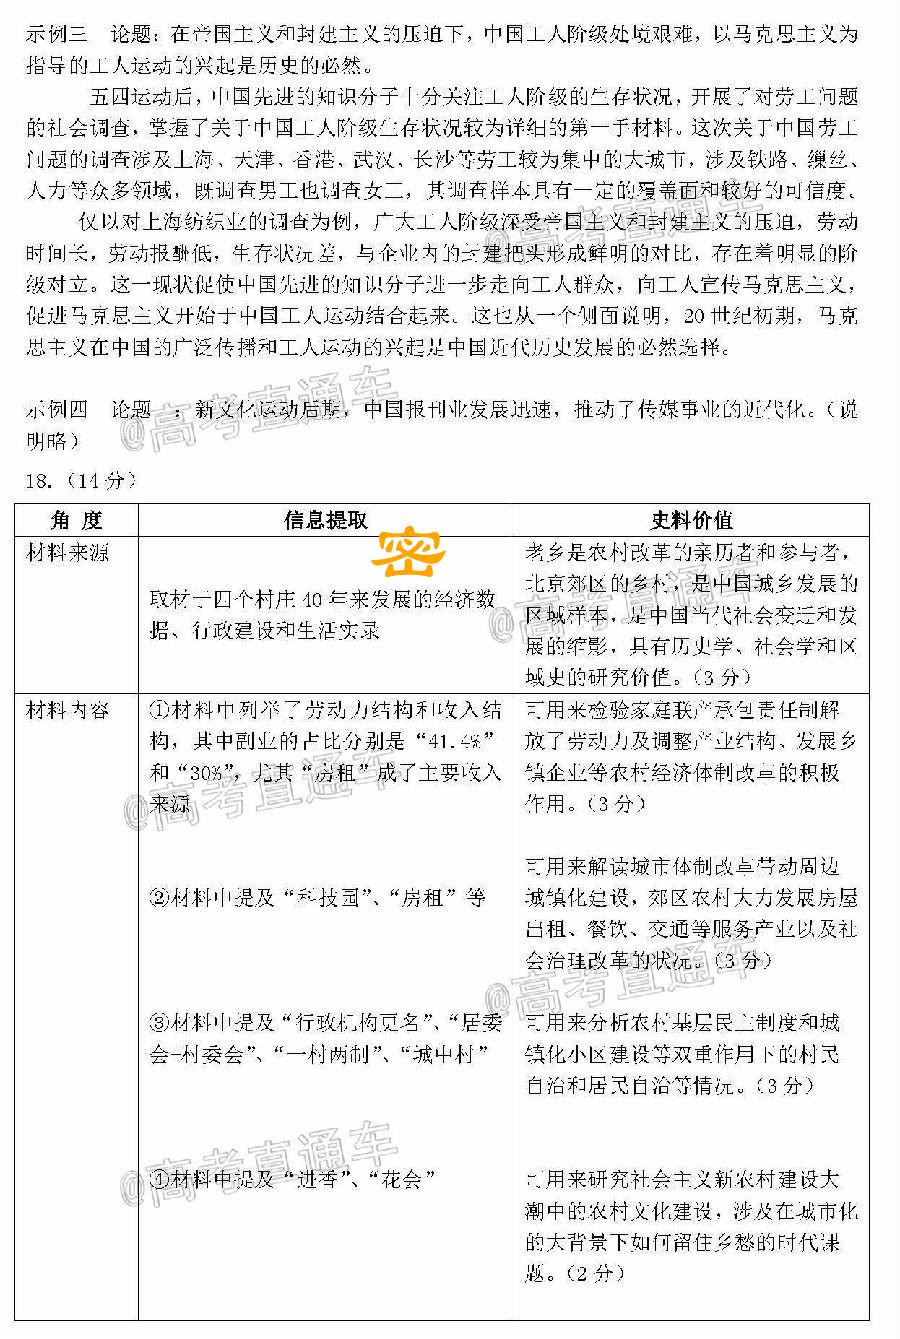 示例三 论题：在帝国主义和封建主义的压迫下，中国工人阶级处境艰难，以马克思主义为
指导的工人运动的兴起是历史的必然。
五四运动后，中国先进的知识分子十分关注工人阶级的生存状况，开展了对劳工问题
的社会调查，掌握了关于中国工人阶级生存状况较为详细的第一手材料。这次关于中国劳工
问题的调查涉及上海、天津、香港、武汉、长沙等劳工较为集中的大城市，涉及铁路、缫丝、
人力等众多领域，既调查男工也调查女工，其调查样本具有一定的覆盖面和较好的可信度。
仅以对上海纺织业的调查为例，广大工人阶级深受帝国主义和封建主义的压迫，劳动
时间长，劳动报酬低，生存状况差，与企业内的封建把头形成鲜明的对比，存在着明显的阶
级对立。这一现状促使中国先进的知识分子进一步走向工人群众，向工人宣传马克思主义，
促进马克思主义开始于中国工人运动结合起来。这也从一个侧面说明，20 世纪初期，马克
思主义在中国的广泛传播和工人运动的兴起是中国近代历史发展的必然选择。
示例四 论题 ：新文化运动后期，中国报刊业发展迅速，推动了传媒事业的近代化。（说
明略）
18.（14 分）
角 度 信息提取 史料价值
材料来源
取材于四个村庄 40 年来发展的经济数
据、行政建设和生活实录
老乡是农村改革的亲历者和参与者，
北京郊区的乡村，是中国城乡发展的
区域样本，是中国当代社会变迁和发
展的缩影，具有历史学、社会学和区
域史的研究价值。（3 分）
材料内容
①材料中列举了劳动力结构和收入结
构，其中副业的占比分别是“41.4%”
和“30%”，尤其“房租”成了主要收入
来源
可用来检验家庭联产承包责任制解
放了劳动力及调整产业结构、发展乡
镇企业等农村经济体制改革的积极
作用。（3 分）
②材料中提及“科技园”、“房租”等
可用来解读城市体制改革带动周边
城镇化建设，郊区农村大力发展房屋
出租、餐饮、交通等服务产业以及社
会治理改革的状况。（3 分）
③材料中提及“行政机构更名”、“居委
会-村委会”、“一村两制”、“城中村”
可用来分析农村基层民主制度和城
镇化小区建设等双重作用下的村民
自治和居民自治等情况。（3 分）
④材料中提及“进香”、“花会”
可用来研究社会主义新农村建设大
潮中的农村文化建设，涉及在城市化
的大背景下如何留住乡愁的时代课
题。（2 分）
密
@高考直通车
@高考直通车
@高考直通车
@高考直通车
@高考直通车
@高考直通车